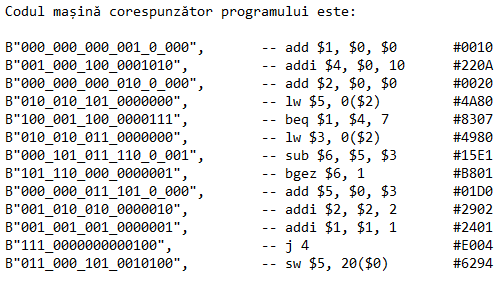 Codul mașină corespunzător programului este:
B"000_000_000_001_0_000", -- add $1, $0, $0 #0010
B"001_000_100_0001010", -- addi $4, $0, 10 #220A
B"000_000_000_010_0_000", -- add $2, $0, $0 #0020
B"010_010_101_0000000", -- lw $5, 0($2) #4A80
B"100_001_100_0000111", -- beq $1, $4, 7 #8307
B"010_010_011_0000000", -- lw $3, 0($2) #4980
B"000_101_011_110_0_001", -- sub $6, $5, $3 #15E1
B"101_110_000_0000001", -- bgez $6, 1 #B801
B"000_000_011_101_0_000", -- add $5, $0, $3 #01D0
B"001_010_010_0000010", -- addi $2, $2, 2 #2902
B"001_001_001_0000001", -- addi $1, $1, 1 #2401
B"111_0000000000100", -- j 4 #E004
B"011_000_101_0010100", -- sw $5, 20($0) #6294